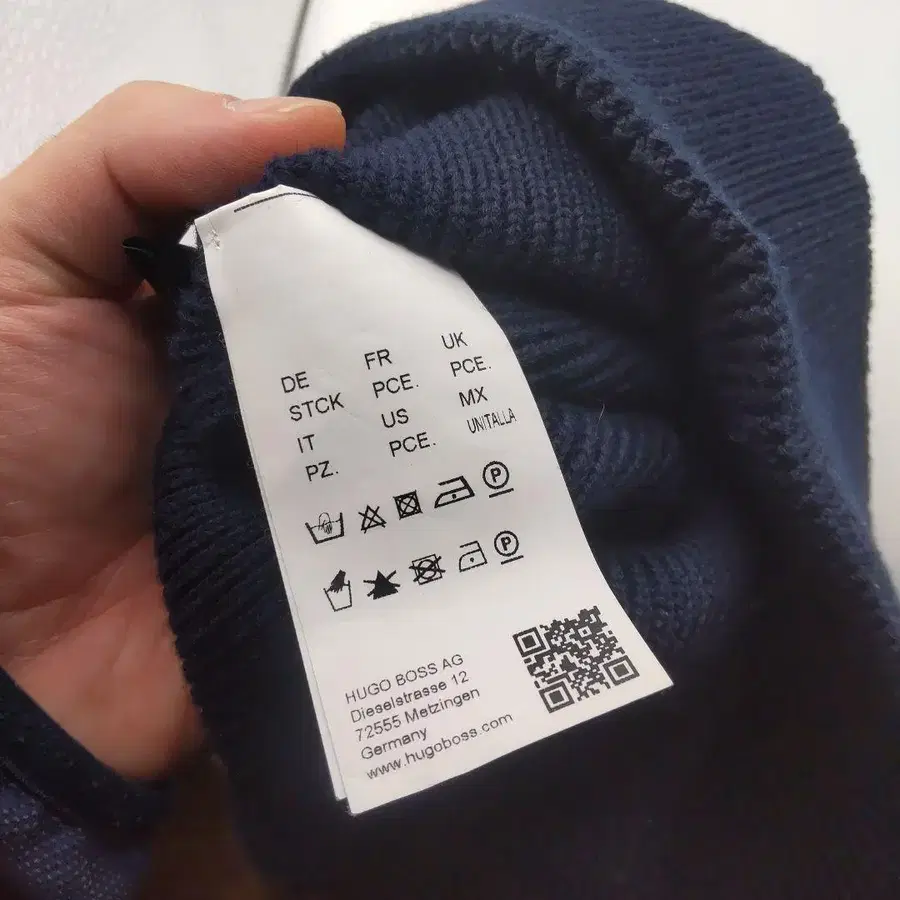 DE
STCK
IT
PZ.
FR
PCE.
US
PCE.
UK
PCE.
MX
UNITALLA
P
P
HUGO BOSS AG
Dieselstrasse 12
72555 Metzingen
Germany
www.hugoboss.com